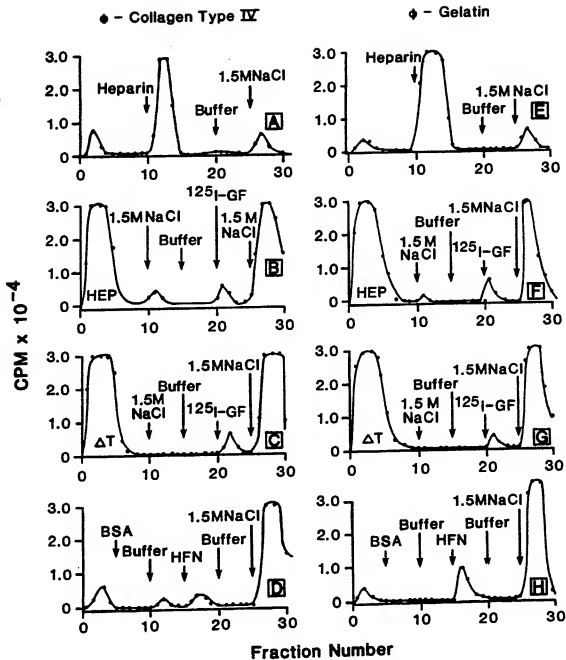 - Collagen Type IV
- Gelatin
CPM x 10⁻⁴
3.0
2.0
1.0
0
Heparin
Buffer
1.5MNaCl
A
0 10 20 30
3.0
2.0
1.0
0
Heparin
Buffer
1.5MNaCl
E
0 10 20 30
3.0
2.0
1.0
0.0
HEP
1.5MNaCl
Buffer
¹²⁵I-GF
1.5 M
NaCl
B
0 10 20 30
3.0
2.0
1.0
0.0
HEP
1.5 M
NaCl
Buffer
¹²⁵I-GF
1.5MNaCl
F
0 10 20 30
3.0
2.0
1.0
0
ΔT
1.5 M
NaCl
Buffer
¹²⁵I-GF
1.5MNaCl
C
0 10 20 30
3.0
2.0
1.0
0
ΔT
1.5 M
NaCl
Buffer
¹²⁵I-GF
1.5MNaCl
G
0 10 20 30
3.0
2.0
1.0
0
BSA
Buffer
HFN
Buffer
1.5MNaCl
D
0 10 20 30
3.0
2.0
1.0
0
BSA
Buffer
HFN
Buffer
1.5MNaCl
H
0 10 20 30
Fraction Number